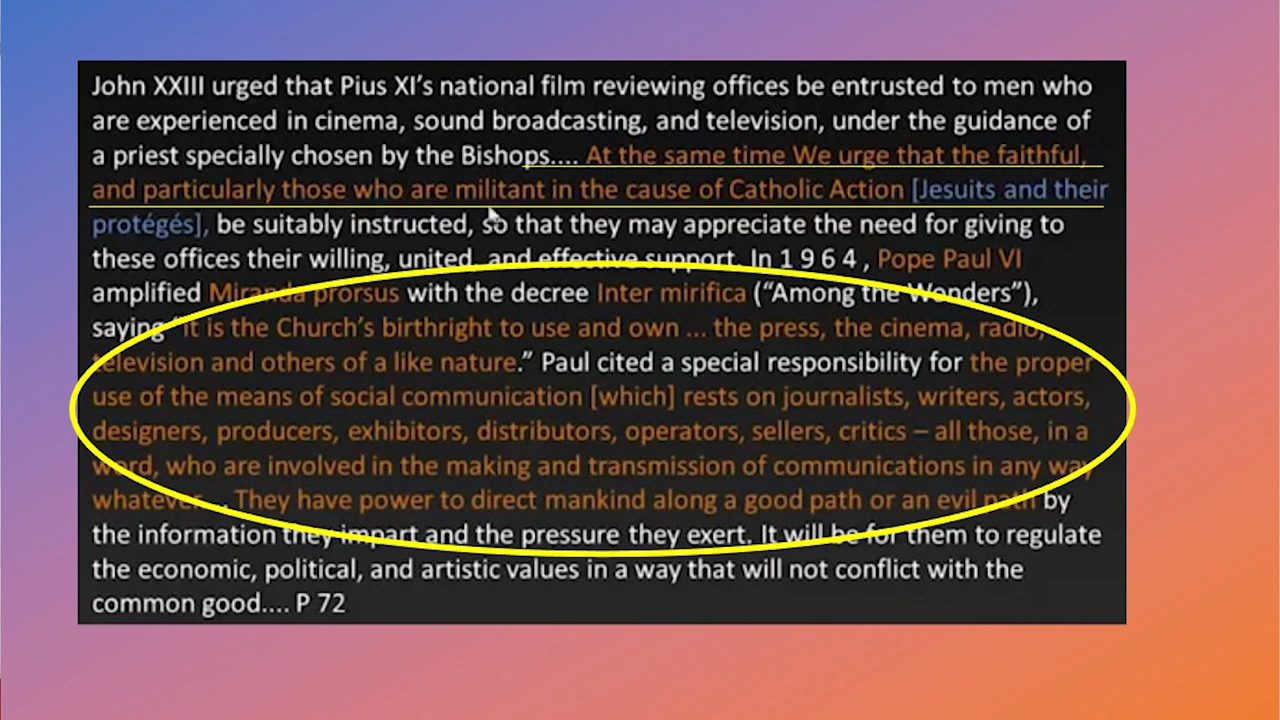 John XXIII urged that Pius XI's national film reviewing offices be entrusted to men who
are experienced in cinema, sound broadcasting, and television, under the guidance of
a priest specially chosen by the Bishops.... At the same time We urge that the faithful,
and particularly those who are militant in the cause of Catholic Action [Jesuits and their
protégés], be suitably instructed, so that they may appreciate the need for giving to
these offices their willing, united, and effective support. In 1 9 6 4 , Pope Paul VI
amplified Miranda prorsus with the decree Inter mirifica (“Among the Wonders”),
saying “It is the Church's birthright to use and own ... the press, the cinema, radio,
television and others of a like nature.” Paul cited a special responsibility for the proper
use of the means of social communication [which] rests on journalists, writers, actors,
designers, producers, exhibitors, distributors, operators, sellers, critics – all those, in a
word, who are involved in the making and transmission of communications in any way
whatever... They have power to direct mankind along a good path or an evil path by
the information they impart and the pressure they exert. It will be for them to regulate
the economic, political, and artistic values in a way that will not conflict with the
common good.... P 72